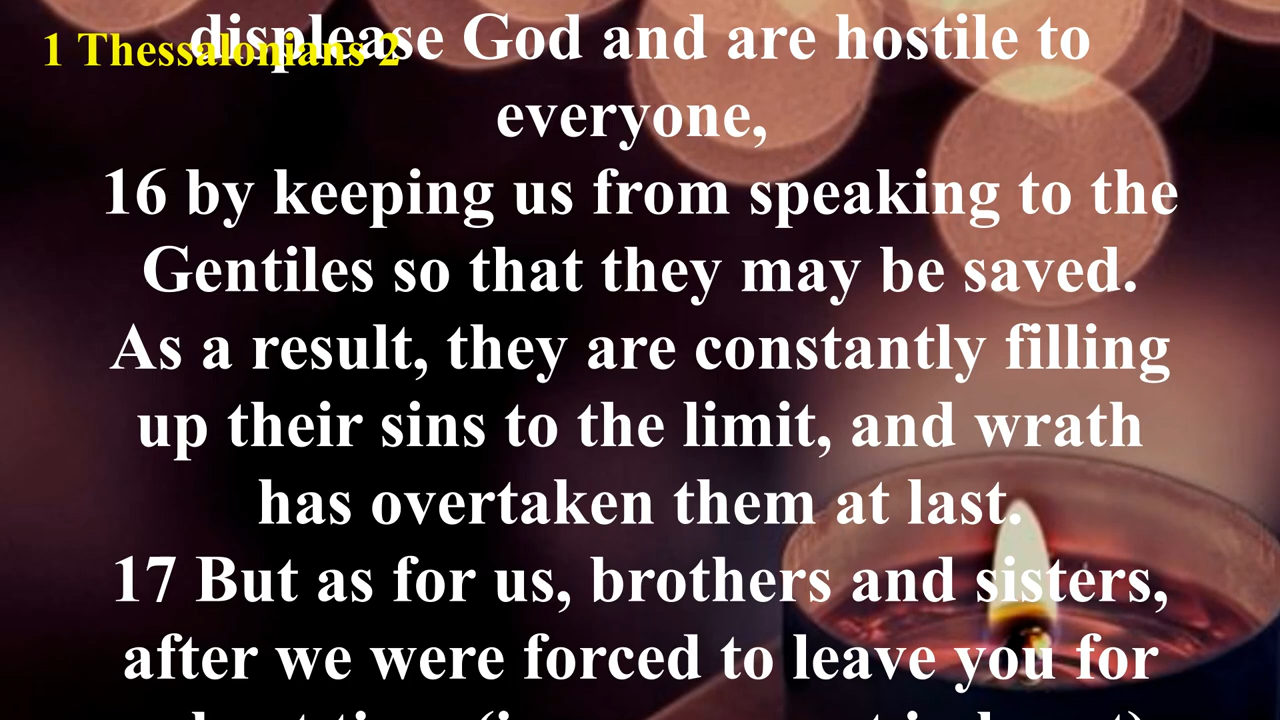 1 Thessalonians 2
displease God and are hostile to
everyone,
16 by keeping us from speaking to the
Gentiles so that they may be saved.
As a result, they are constantly filling
up their sins to the limit, and wrath
has overtaken them at last.
17 But as for us, brothers and sisters,
after we were forced to leave you for